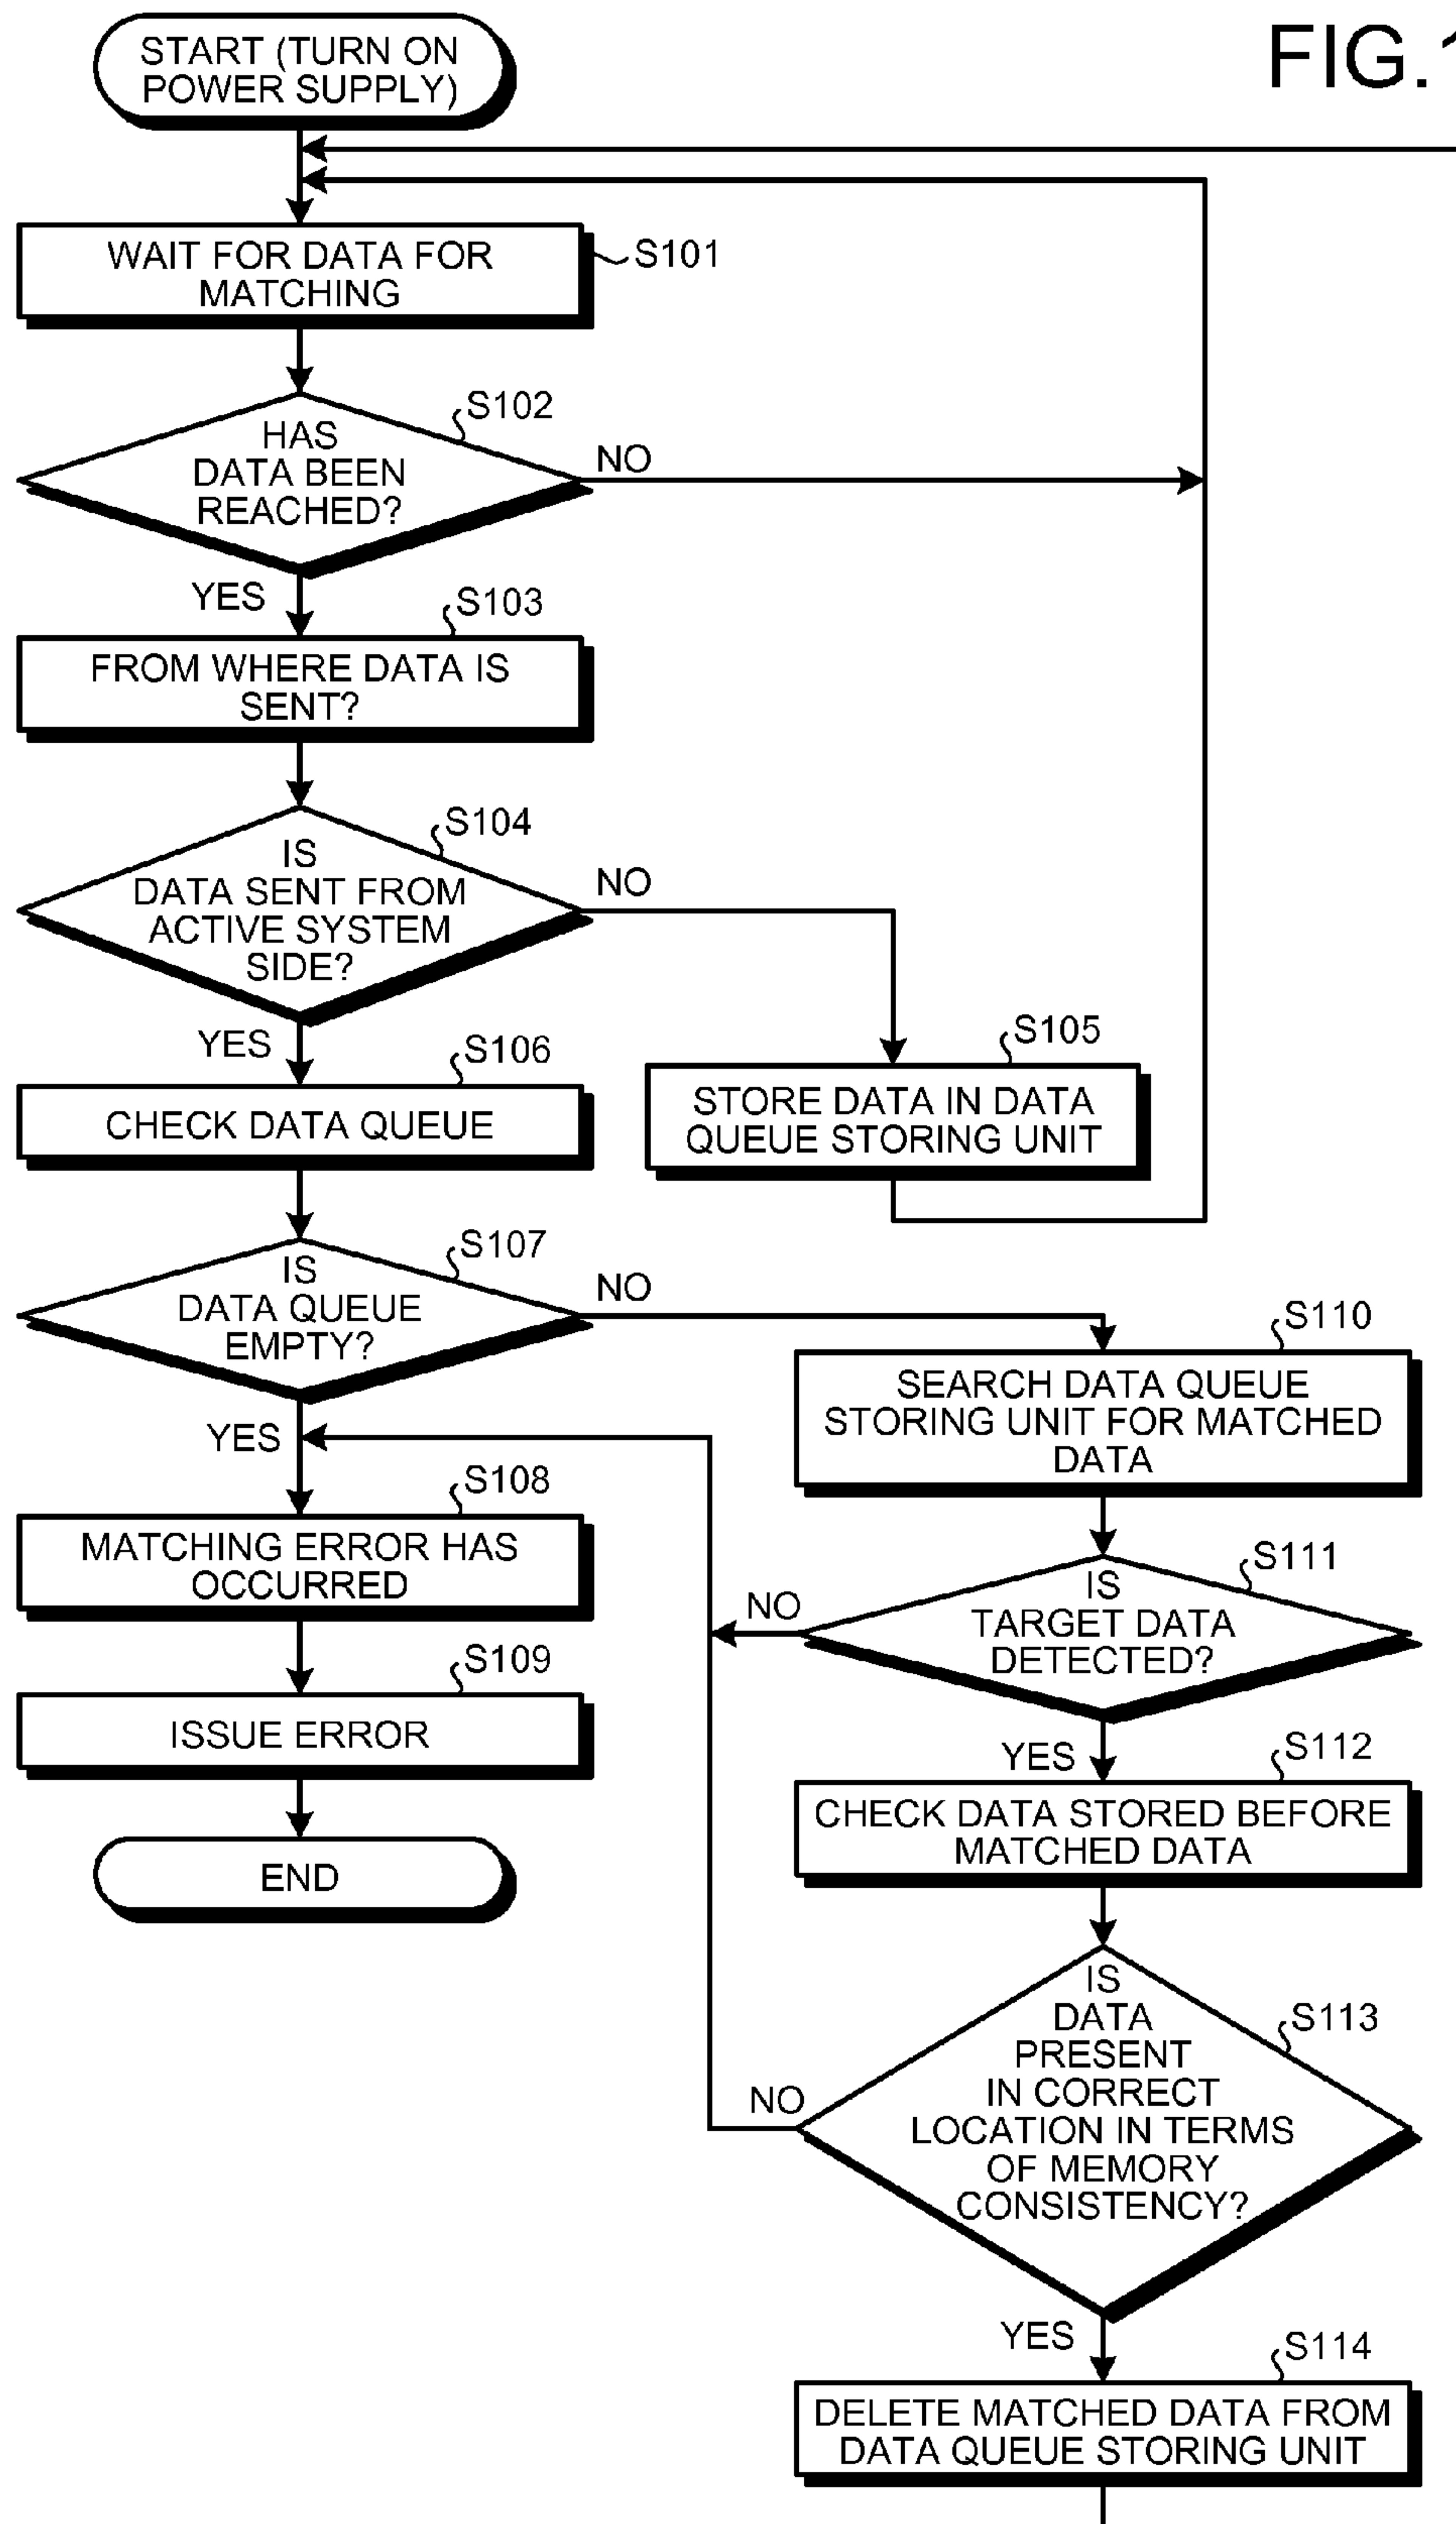 START (TURN ON
POWER SUPPLY)
FIG.1
WAIT FOR DATA FOR
MATCHING
S101
S102
HAS
DATA BEEN
REACHED?
NO
YES
S103
FROM WHERE DATA IS
SENT?
S104
IS
DATA SENT FROM
ACTIVE SYSTEM
SIDE?
NO
YES
S105
STORE DATA IN DATA
QUEUE STORING UNIT
S106
CHECK DATA QUEUE
S107
IS
DATA QUEUE
EMPTY?
NO
YES
S108
MATCHING ERROR HAS
OCCURRED
S109
ISSUE ERROR
END
S110
SEARCH DATA QUEUE
STORING UNIT FOR MATCHED
DATA
S111
IS
TARGET DATA
DETECTED?
NO
YES
S112
CHECK DATA STORED BEFORE
MATCHED DATA
S113
IS
DATA
PRESENT
IN CORRECT
LOCATION IN TERMS
OF MEMORY
CONSISTENCY?
NO
YES
S114
DELETE MATCHED DATA FROM
DATA QUEUE STORING UNIT